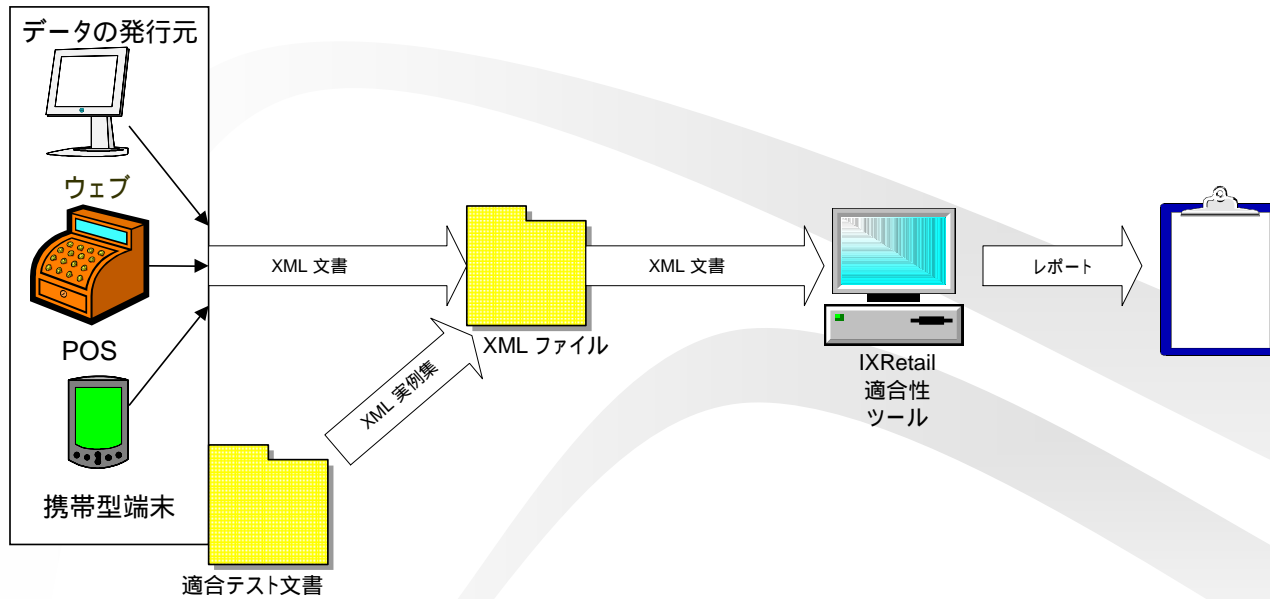 データの発行元
ウェブ
POS
携帯型端末
XML 文書
XML 実例集
適合テスト文書
XML ファイル
XML 文書
IXRetail
適合性
ツール
レポート